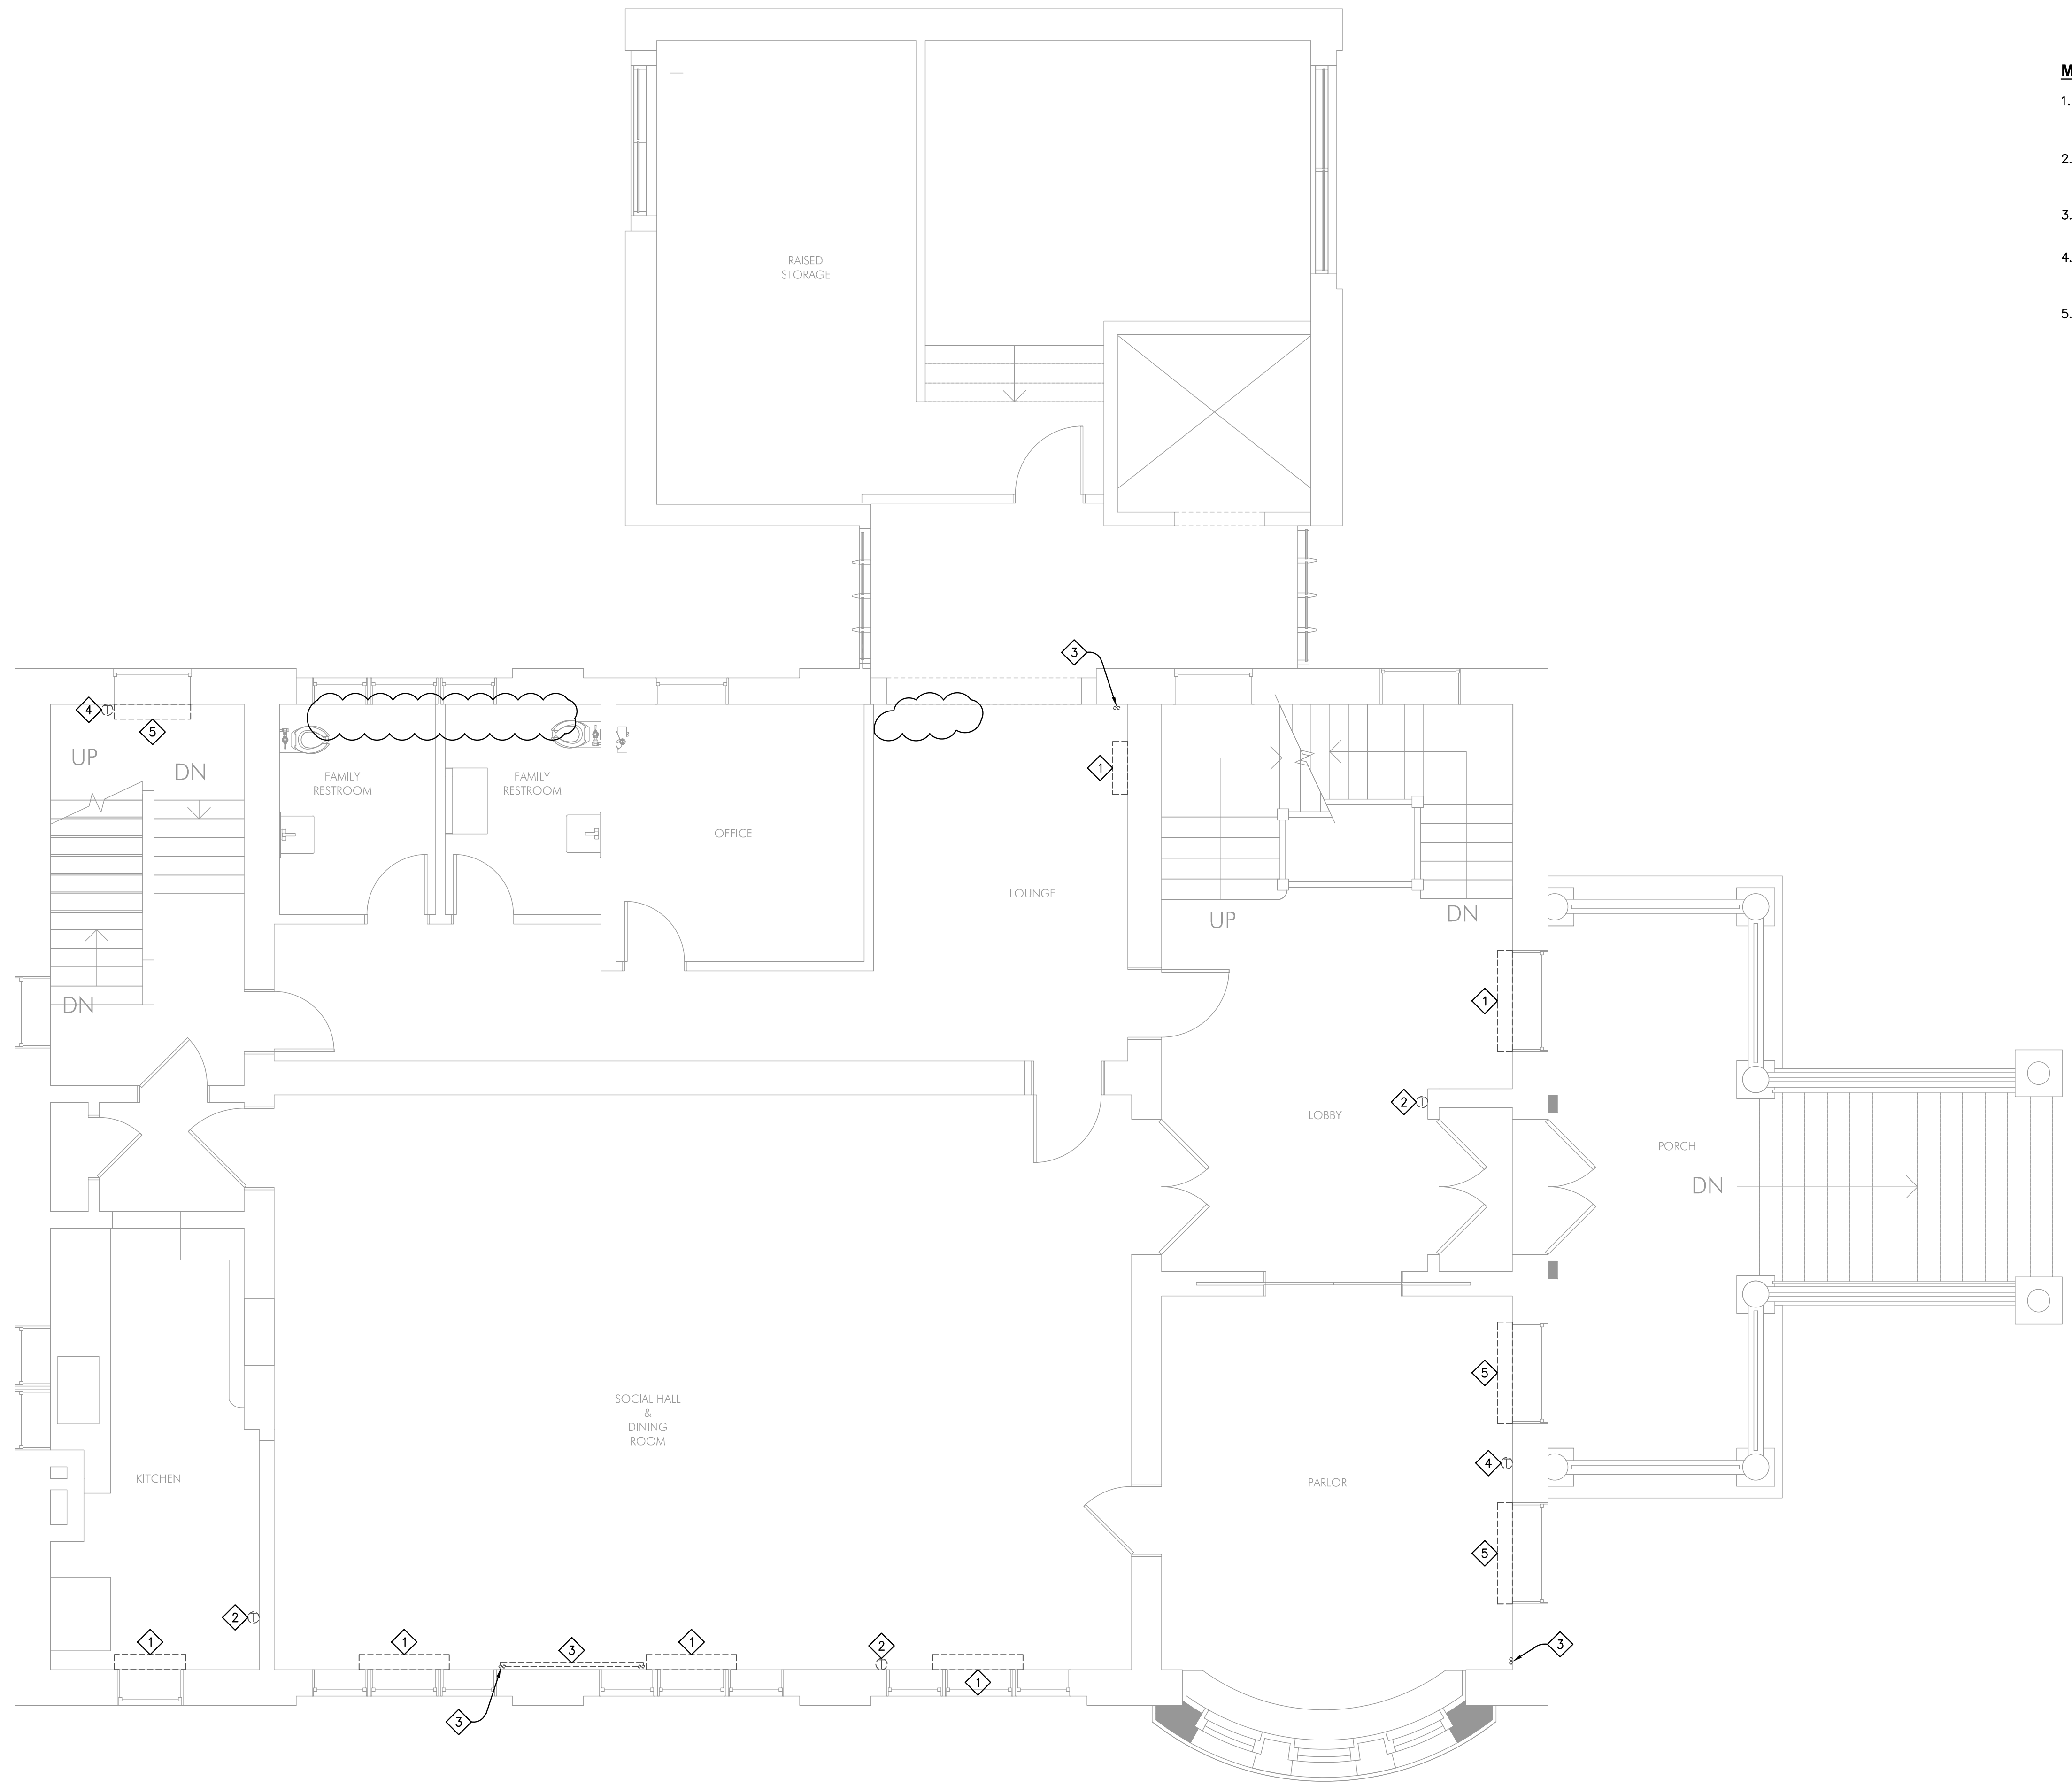 M
1.
2.
3.
4.
5.
RAISED
STORAGE
3
4
5
UP
DN
FAMILY
RESTROOM
FAMILY
RESTROOM
1
OFFICE
LOUNGE
UP
DN
DN
1
2
LOBBY
PORCH
DN
5
SOCIAL HALL
&
DINING
ROOM
4
KITCHEN
PARLOR
5
2
1
1
3
1
2
3
1
3